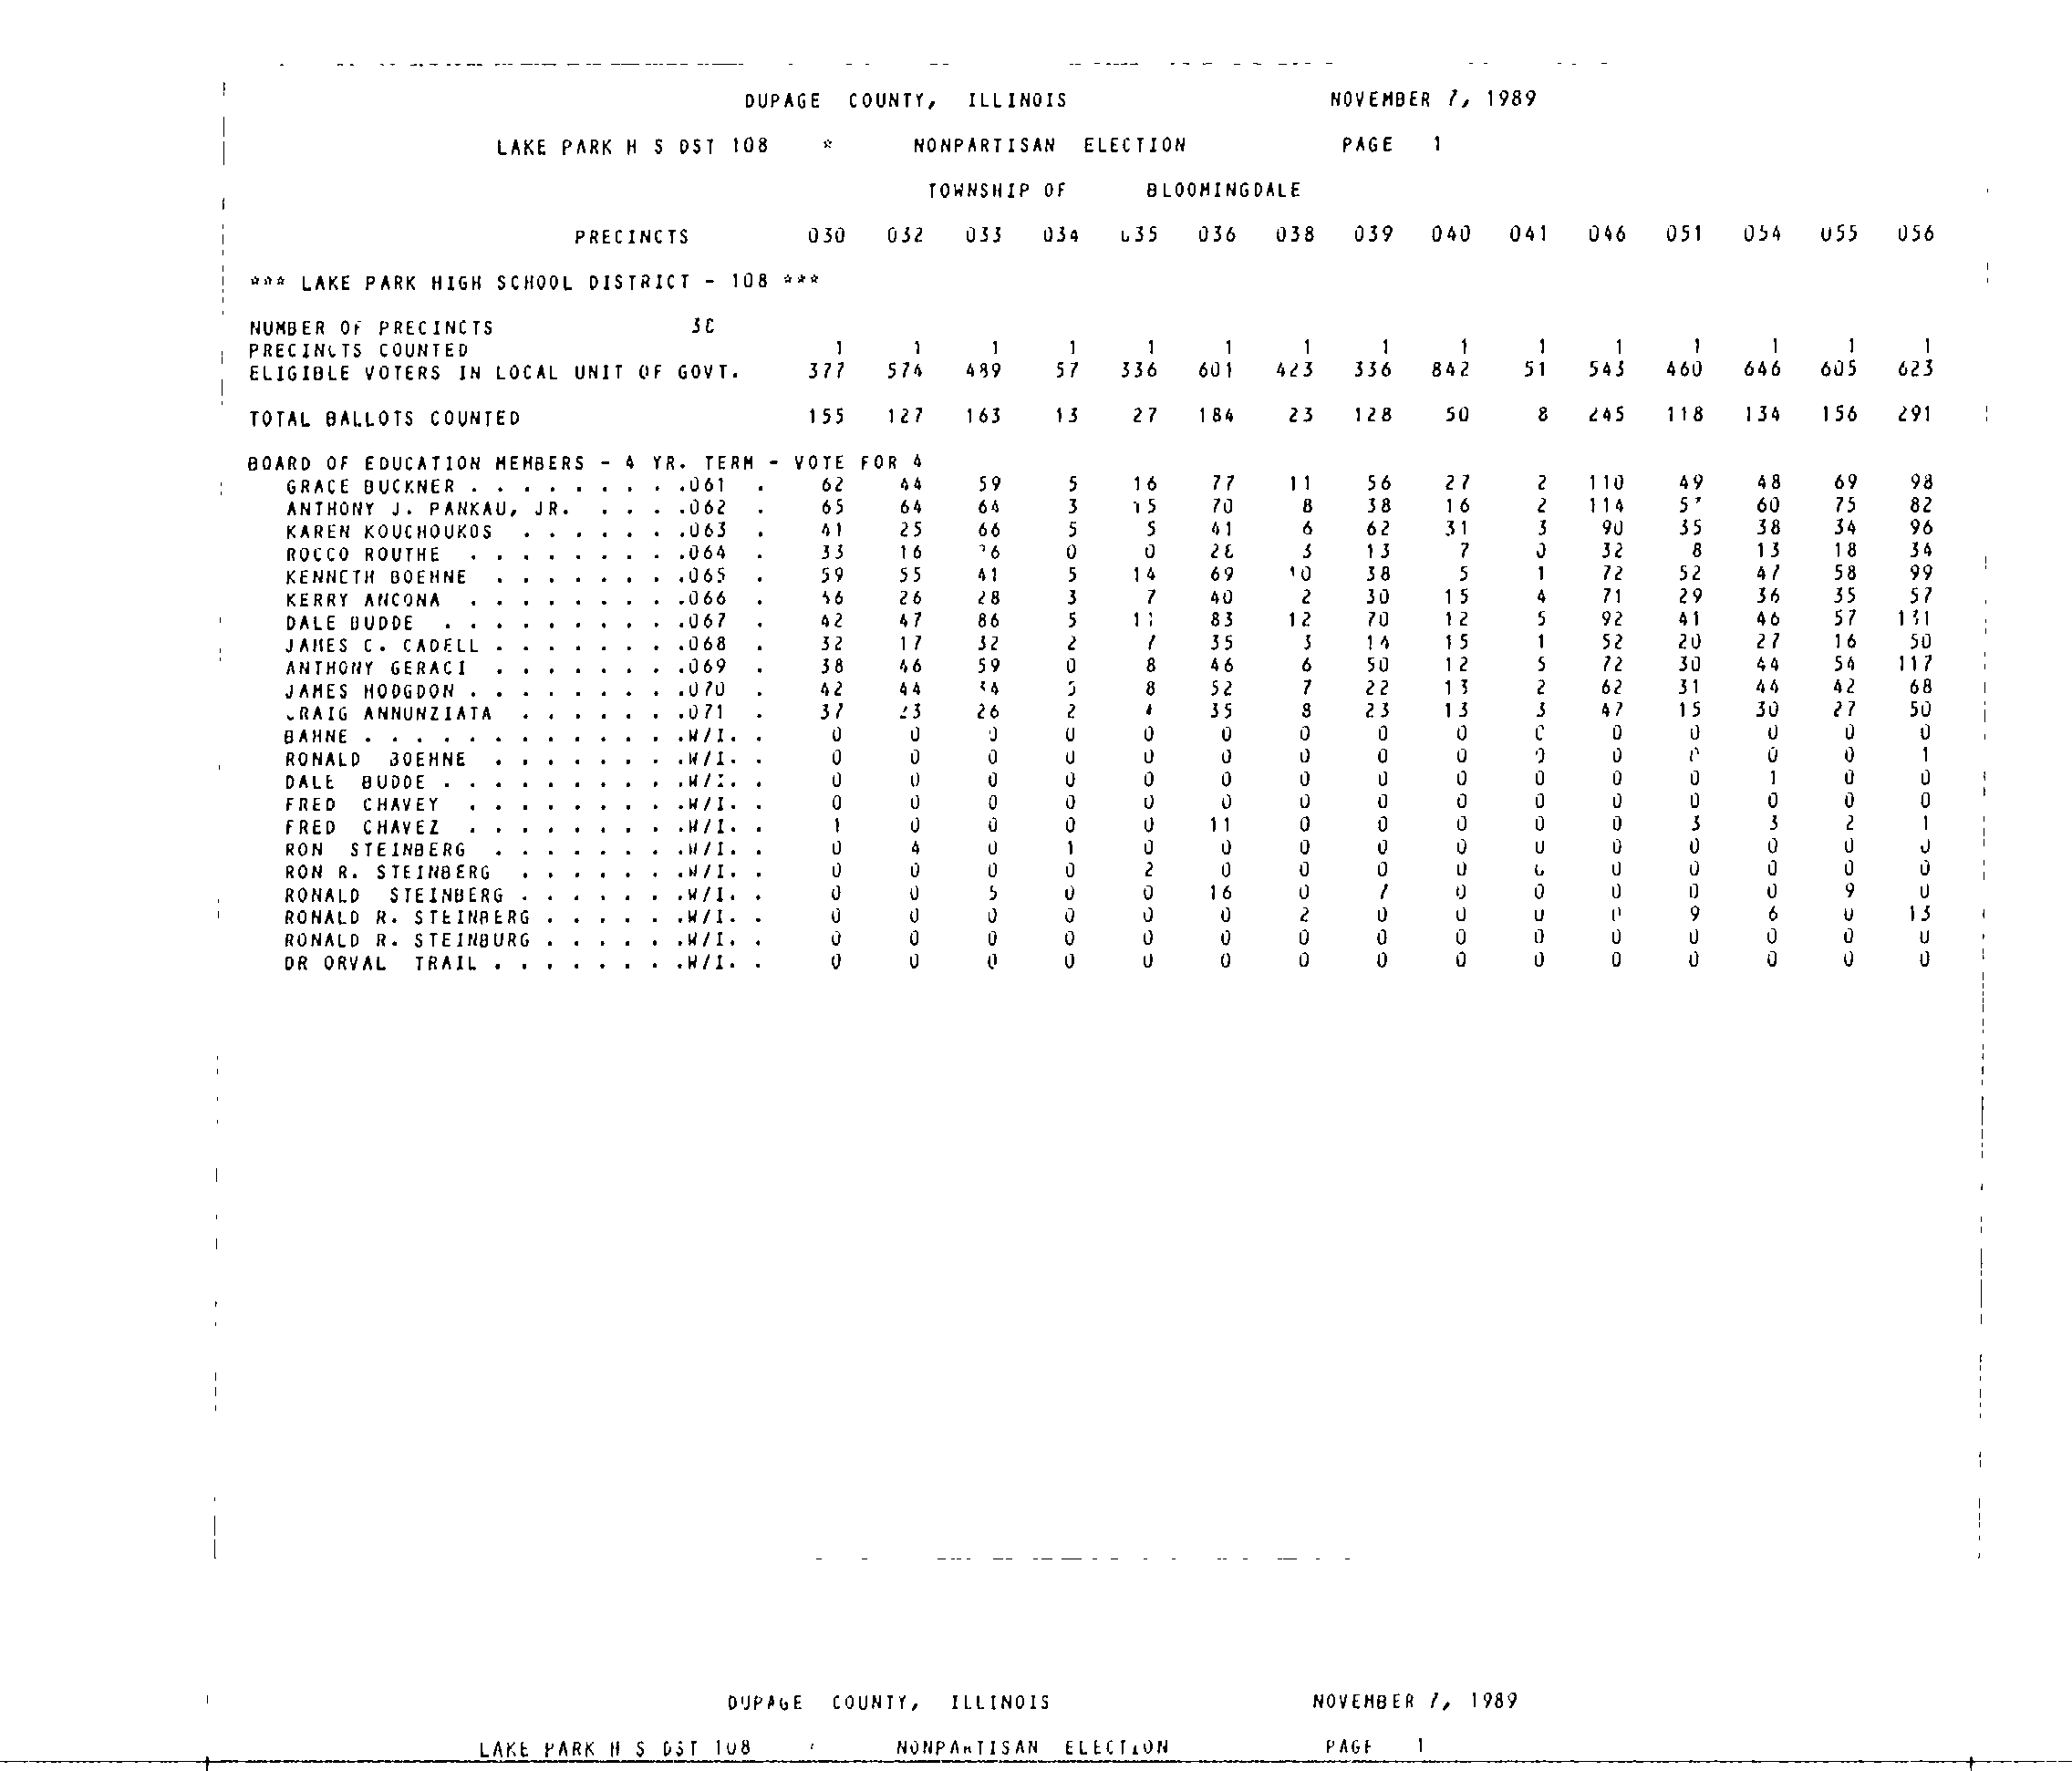 DUPAGE COUNTY, ILLINOIS NOVEMBER 7, 1989
LAKE PARK H S DST 108 * NONPARTISAN ELECTION PAGE 1
TOWNSHIP OF BLOOMINGDALE
PRECINCTS 030 032 033 034 035 036 038 039 040 041 046 051 054 055 056
*** LAKE PARK HIGH SCHOOL DISTRICT - 108 ***
NUMBER OF PRECINCTS
PRECINCTS COUNTED 1 1 1 1 1 1 1 1 1 1 1 1 1 1 1
ELIGIBLE VOTERS IN LOCAL UNIT OF GOVT. 377 574 489 57 336 601 423 336 842 51 543 460 646 605 623
TOTAL BALLOTS COUNTED 155 127 163 13 27 184 23 128 50 8 245 118 134 156 291
BOARD OF EDUCATION MEMBERS - 4 YR. TERM - VOTE FOR 4
GRACE BUCKNER . . . . . . . . .061 . 62 44 59 5 16 77 11 56 27 2 110 49 48 69 98
ANTHONY J. PANKAU, JR. . . . .062 . 65 64 64 3 15 70 8 38 16 2 114 60 75 82
KAREN KOUCHOUKOS . . . . . . .063 . 41 25 66 5 5 41 6 62 31 3 90 35 38 34 96
ROCCO ROUTHE . . . . . . . . .064 . 33 16 0 0 3 13 7 0 32 8 13 18 34
KENNETH BOEHNE . . . . . . . .065 . 59 55 41 5 14 69 10 38 5 1 72 52 47 58 99
KERRY ANCONA . . . . . . . . .066 . 26 28 3 7 40 2 30 15 4 71 29 36 35 57
DALE BUDDE . . . . . . . . . .067 . 42 47 86 5 11 83 12 70 12 5 92 41 46 57 131
JAMES C. CADELL . . . . . . . .068 . 32 17 32 2 7 35 3 14 15 1 52 20 27 16 50
ANTHONY GERACI . . . . . . . .069 . 38 46 59 0 8 46 6 50 12 5 72 30 44 54 117
JAMES HODGDON . . . . . . . . .070 . 42 44 34 5 8 52 7 22 13 2 62 31 44 42 68
CRAIG ANNUNZIATA . . . . . . .071 . 37 23 26 2 35 8 23 13 3 47 15 30 27 50
BAHNE . . . . . . . . . . . . .W/I. . 0 0 0 0 0 0 0 0 0 0 0 0 0 0 0
RONALD BOEHNE . . . . . . . .W/I. . 0 0 0 0 0 0 0 0 0 0 0 0 0 0 1
DALE BUDDE . . . . . . . . . .W/I. . 0 0 0 0 0 0 0 0 0 0 0 0 1 0 0
FRED CHAVEY . . . . . . . . .W/I. . 0 0 0 0 0 0 0 0 0 0 0 0 0 0 0
FRED CHAVEZ . . . . . . . . .W/I. . 1 0 0 0 0 11 0 0 0 0 0 3 3 2 1
RON STEINBERG . . . . . . . .W/I. . 0 4 0 1 0 0 0 0 0 0 0 0 0 0 0
RON R. STEINBERG . . . . . . .W/I. . 0 0 0 0 2 0 0 0 0 0 0 0 0 0 0
RONALD STEINBERG . . . . . . .W/I. . 0 0 5 0 0 16 0 7 0 0 0 0 0 9 0
RONALD R. STEINBERG . . . . . .W/I. . 0 0 0 0 0 0 2 0 0 0 0 9 6 0 13
RONALD R. STEINBURG . . . . . .W/I. . 0 0 0 0 0 0 0 0 0 0 0 0 0 0 0
DR ORVAL TRAIL . . . . . . . .W/I. . 0 0 0 0 0 0 0 0 0 0 0 0 0 0 0
DUPAGE COUNTY, ILLINOIS NOVEMBER 7, 1989
LAKE PARK H S DST 108 NONPARTISAN ELECTION PAGE 1